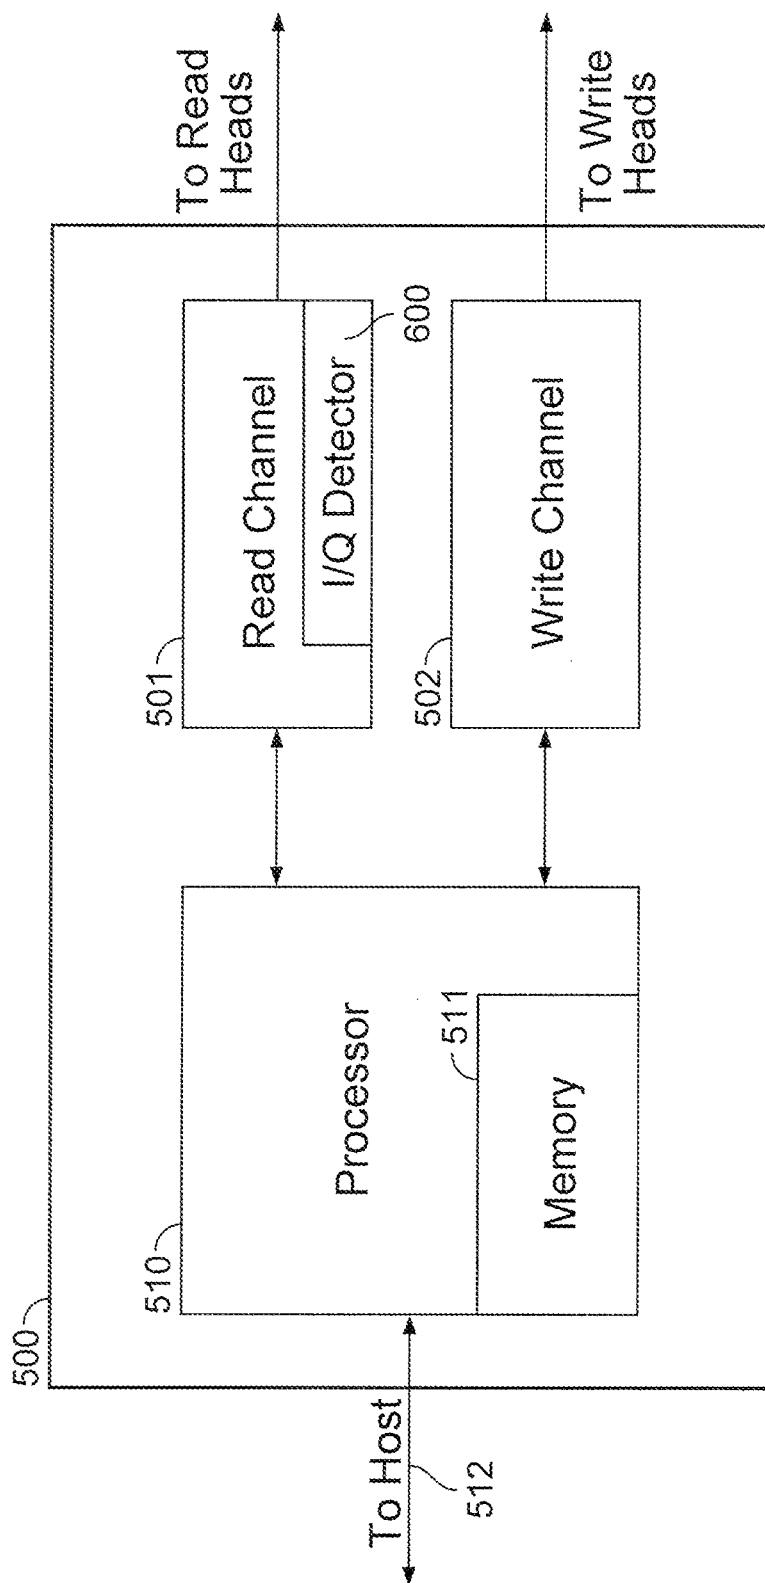 500
510
Processor
511
Memory
To Host
512
501
Read Channel
I/Q Detector
600
502
Write Channel
To Read
Heads
To Write
Heads